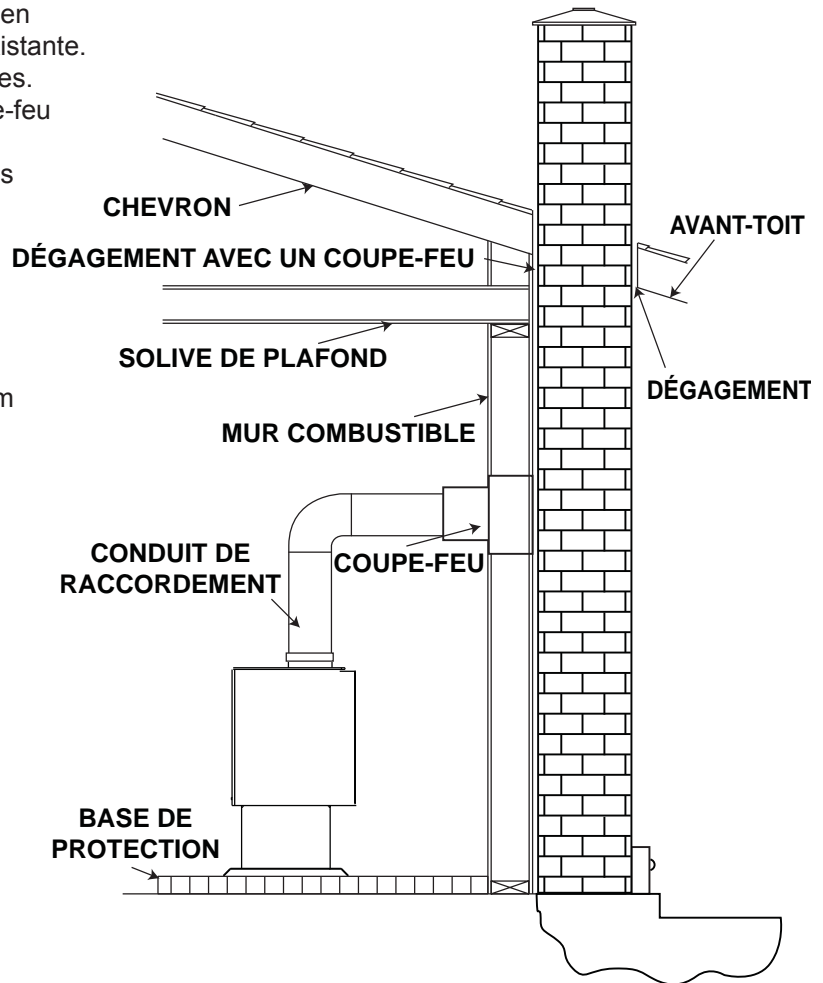 en
istante.
es.
e-feu
s
CHEVRON
AVANT-TOIT
DÉGAGEMENT AVEC UN COUPE-FEU
SOLIVE DE PLAFOND
DÉGAGEMENT
m
MUR COMBUSTIBLE
CONDUIT DE
RACCORDEMENT
COUPE-FEU
BASE DE
PROTECTION